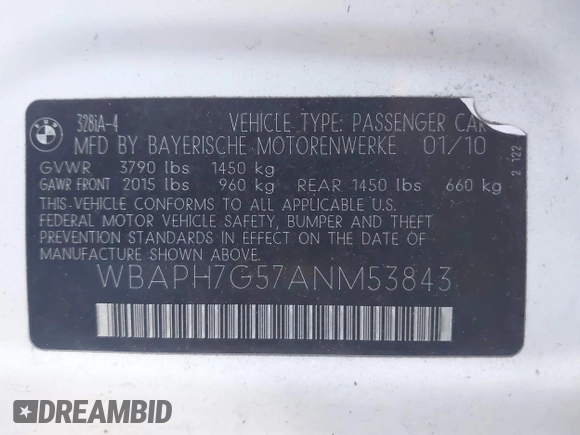 BMW
328iA-4 VEHICLE TYPE: PASSENGER CAR
MFD BY BAYERISCHE MOTORENWERKE 01/10
GVWR 3790 lbs 1450 kg
GAWR FRONT 2015 lbs 960 kg REAR 1450 lbs 660 kg
THIS VEHICLE CONFORMS TO ALL APPLICABLE U.S.
FEDERAL MOTOR VEHICLE SAFETY, BUMPER AND THEFT
PREVENTION STANDARDS IN EFFECT ON THE DATE OF
MANUFACTURE SHOWN ABOVE.
WBAPH7G57ANM53843
2 122
DREAMBID